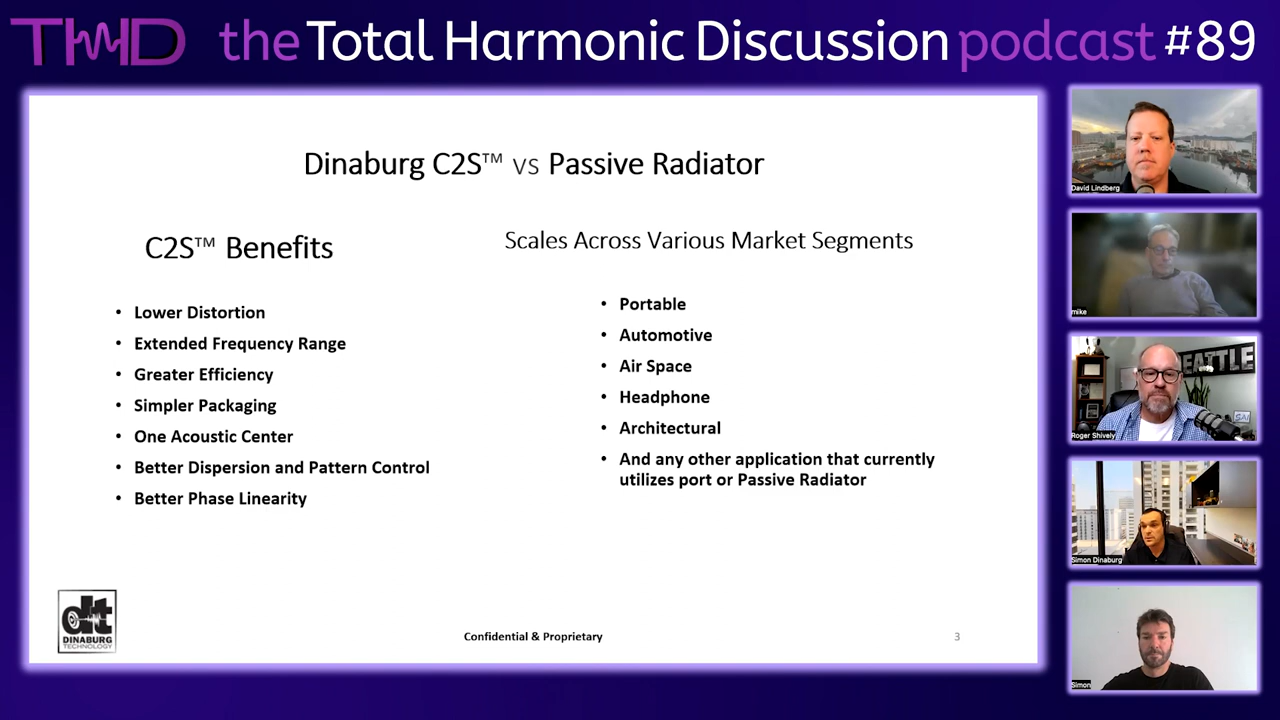 THD the Total Harmonic Discussion podcast #89
Dinaburg C2S™ vs Passive Radiator
C2S™ Benefits
• Lower Distortion
• Extended Frequency Range
• Greater Efficiency
• Simpler Packaging
• One Acoustic Center
• Better Dispersion and Pattern Control
• Better Phase Linearity
Scales Across Various Market Segments
• Portable
• Automotive
• Air Space
• Headphone
• Architectural
• And any other application that currently
utilizes port or Passive Radiator
dt
DINABURG
TECHNOLOGY
Confidential & Proprietary
3
David Lindberg
mike
EATTLE
SAI
Roger Shively
Simon Dinaburg
Simon